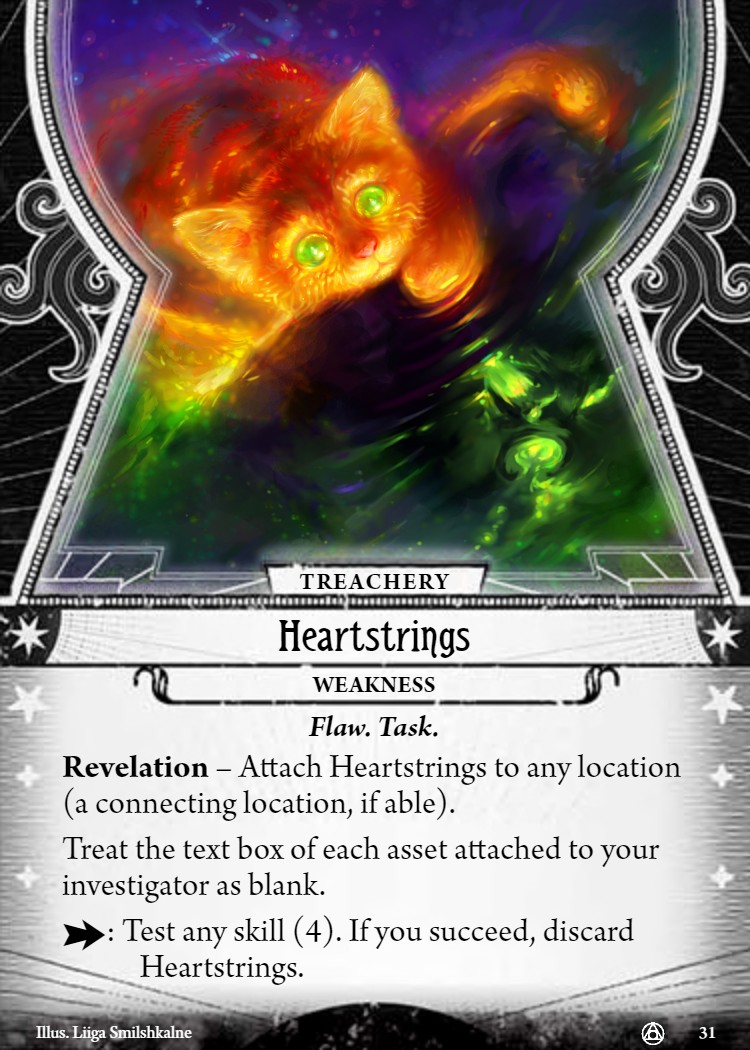 TREACHERY
Heartstrings
WEAKNESS
Flaw. Task.
Revelation – Attach Heartstrings to any location
(a connecting location, if able).
Treat the text box of each asset attached to your
investigator as blank.
: Test any skill (4). If you succeed, discard
Heartstrings.
Illus. Liiga Smilshkalne
31